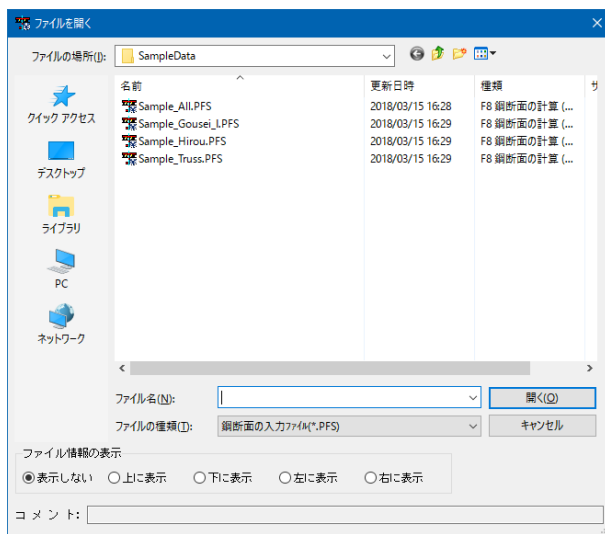 ファイルを開く
ファイルの場所(I): SampleData
名前 更新日時 種類 サ
Sample_All.PFS 2018/03/15 16:28 F8 鋼断面の計算 (...
Sample_Gousei_I.PFS 2018/03/15 16:29 F8 鋼断面の計算 (...
Sample_Hirou.PFS 2018/03/15 16:29 F8 鋼断面の計算 (...
Sample_Truss.PFS 2018/03/15 16:29 F8 鋼断面の計算 (...
クイック アクセス
デスクトップ
ライブラリ
PC
ネットワーク
ファイル名(N): 開く(O)
ファイルの種類(T): 鋼断面の入力ファイル(*.PFS) キャンセル
ファイル情報の表示
表示しない 上に表示 下に表示 左に表示 右に表示
コ メ ン ト: